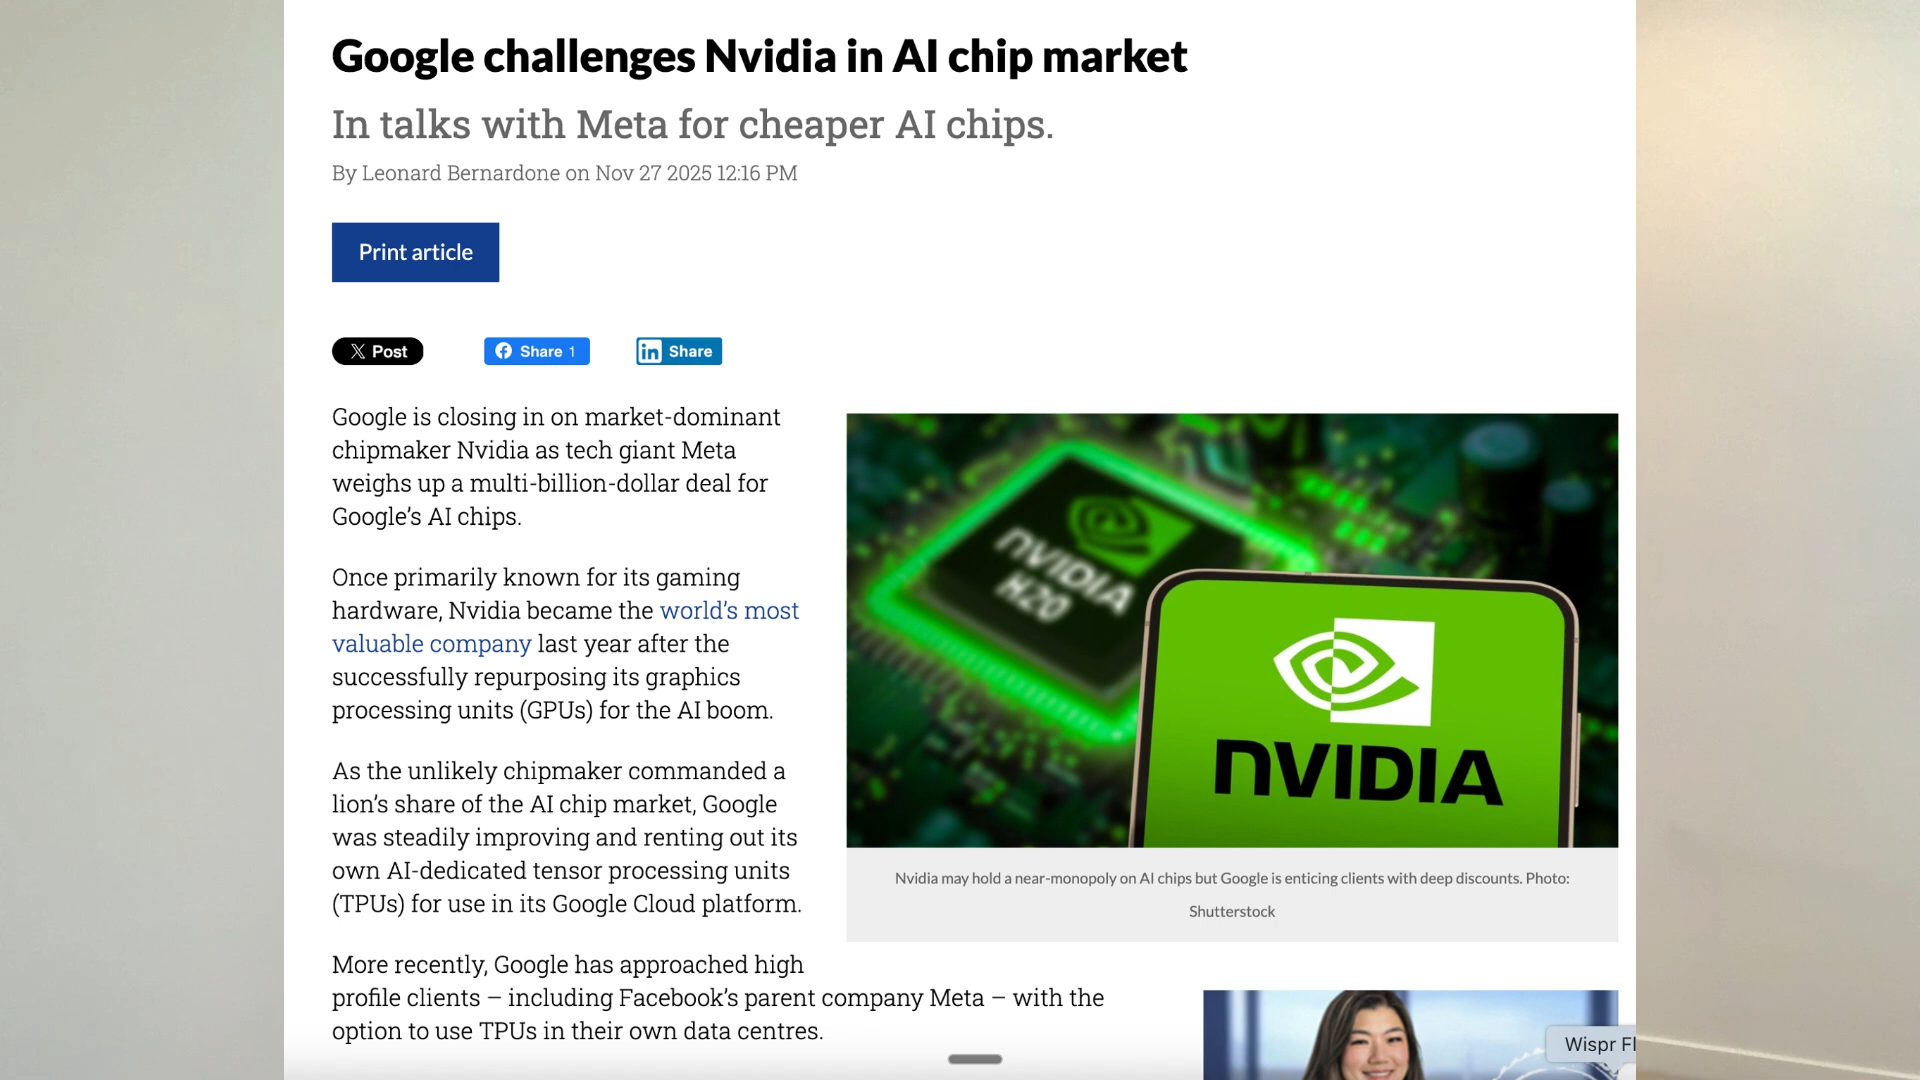 Google challenges Nvidia in AI chip market
In talks with Meta for cheaper AI chips.
By Leonard Bernardone on Nov 27 2025 12:16 PM
Print article
Post
Share 1
in Share
Google is closing in on market-dominant
chipmaker Nvidia as tech giant Meta
weighs up a multi-billion-dollar deal for
Google’s AI chips.
Once primarily known for its gaming
hardware, Nvidia became the world’s most
valuable company last year after the
successfully repurposing its graphics
processing units (GPUs) for the AI boom.
As the unlikely chipmaker commanded a
lion’s share of the AI chip market, Google
was steadily improving and renting out its
own AI-dedicated tensor processing units
(TPUs) for use in its Google Cloud platform.
More recently, Google has approached high
profile clients – including Facebook’s parent company Meta – with the
option to use TPUs in their own data centres.
NVIDIA
H20
NVIDIA
Nvidia may hold a near-monopoly on AI chips but Google is enticing clients with deep discounts. Photo:
Shutterstock
Wispr Fl